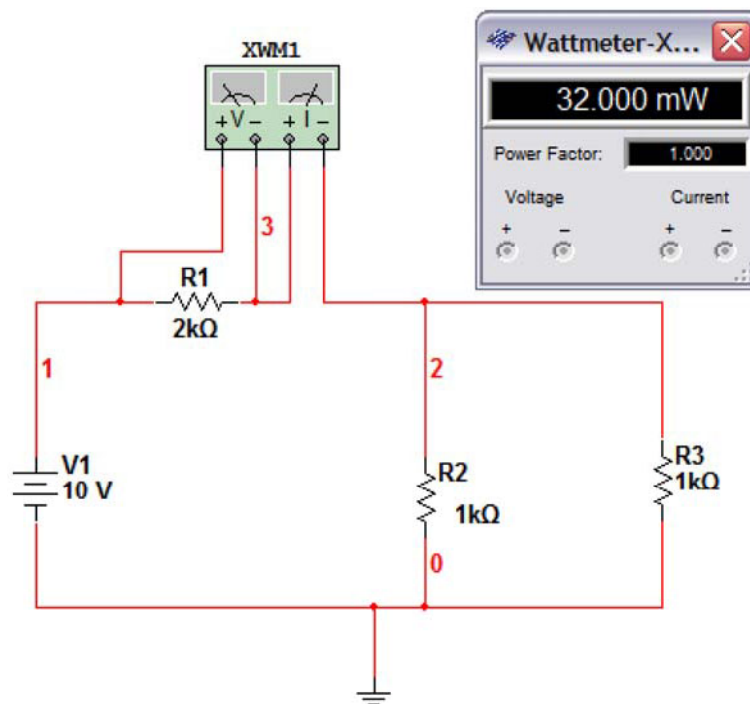 XWM1
+ V − + I −
Wattmeter-X...
32.000 mW
Power Factor: 1.000
Voltage Current
+ − + −
3
R1
2kΩ
1
2
V1
10 V
R2
1kΩ
R3
1kΩ
0